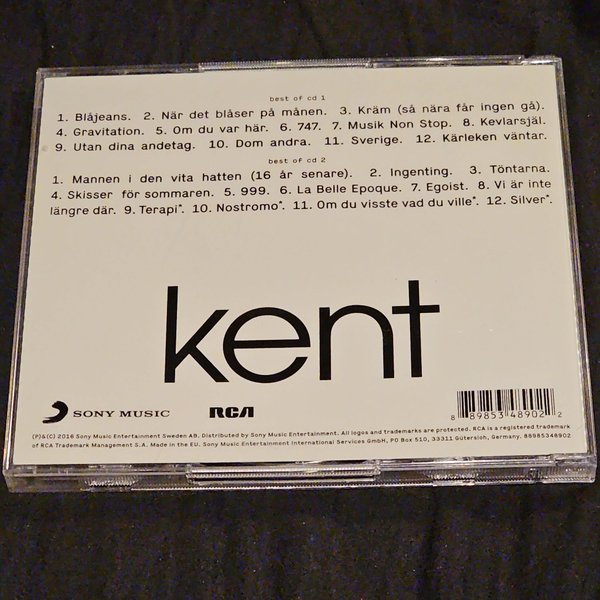 best of cd 1
1. Blåjeans. 2. När det blåser på månen. 3. Kräm (så nära får ingen gå).
4. Gravitation. 5. Om du var här. 6. 747. 7. Musik Non Stop. 8. Kevlarsjäl.
9. Utan dina andetag. 10. Dom andra. 11. Sverige. 12. Kärleken väntar.
best of cd 2
1. Mannen i den vita hatten (16 år senare). 2. Ingenting. 3. Töntarna.
4. Skisser för sommaren. 5. 999. 6. La Belle Epoque. 7. Egoist. 8. Vi är inte
längre där. 9. Terapi*. 10. Nostromo*. 11. Om du visste vad du ville*. 12. Silver*.
kent
SONY MUSIC RCA
8 89853 48902 2
(P)&(C) 2016 Sony Music Entertainment Sweden AB. Distributed by Sony Music Entertainment. All logos and trademarks are protected. RCA is a registered trademark
of RCA Trademark Management S.A. Made in the EU. Sony Music Entertainment International Services GmbH, PO Box 510, 33311 Gütersloh, Germany. 88985348902